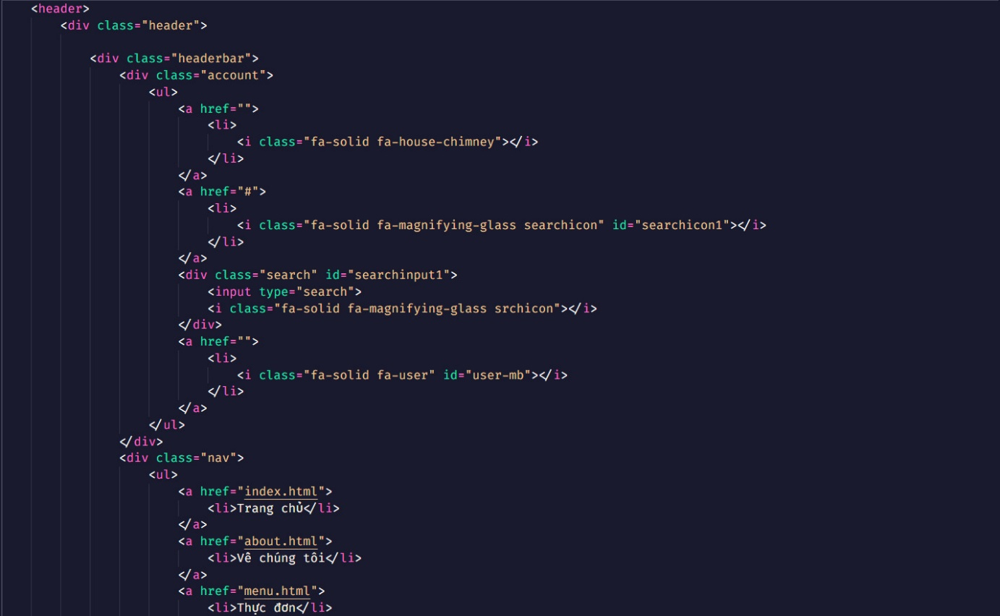 <header>
<div class="header">
<div class="headerbar">
<div class="account">
<ul>
<a href="">
<li>
<i class="fa-solid fa-house-chimney"></i>
</li>
</a>
<a href="#">
<li>
<i class="fa-solid fa-magnifying-glass searchicon" id="searchicon1"></i>
</li>
</a>
<div class="search" id="searchinput1">
<input type="search">
<i class="fa-solid fa-magnifying-glass srchicon"></i>
</div>
<a href="">
<li>
<i class="fa-solid fa-user" id="user-mb"></i>
</li>
</a>
</ul>
</div>
<div class="nav">
<ul>
<a href="index.html">
<li>Trang chủ</li>
</a>
<a href="about.html">
<li>Về chúng tôi</li>
</a>
<a href="menu.html">
<li>Thực đơn</li>